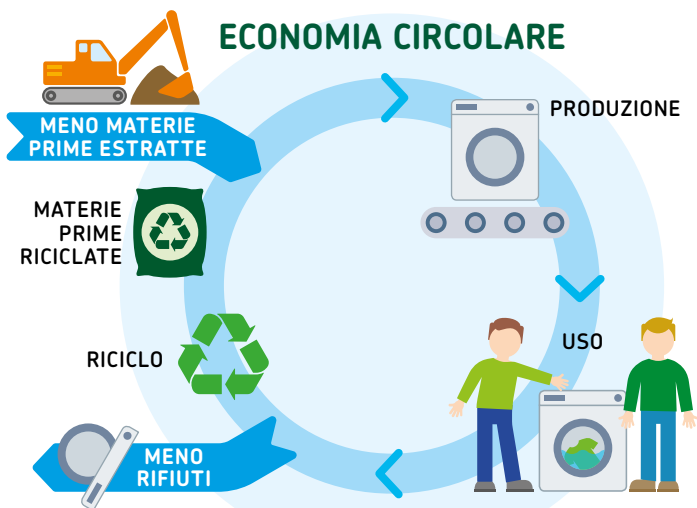 ECONOMIA CIRCOLARE
MENO MATERIE
PRIME ESTRATTE
PRODUZIONE
MATERIE
PRIME
RICICLATE
USO
RICICLO
MENO
RIFIUTI